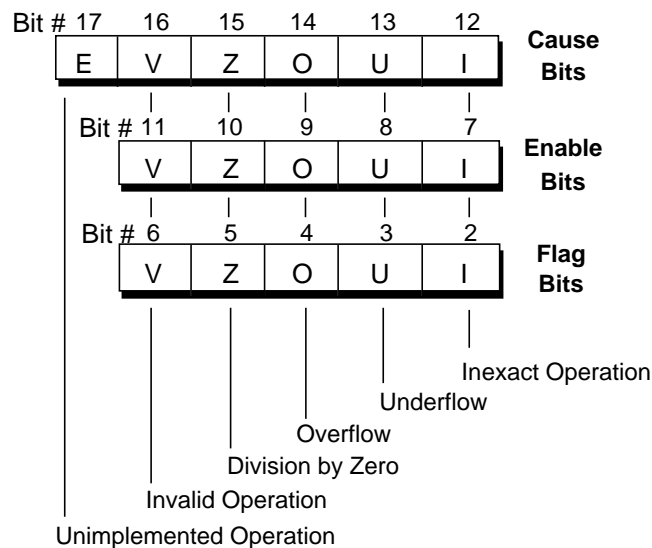 Bit # 17 16 15 14 13 12
E V Z O U I
Cause
Bits
Bit # 11 10 9 8 7
V Z O U I
Enable
Bits
Bit # 6 5 4 3 2
V Z O U I
Flag
Bits
Inexact Operation
Underflow
Overflow
Division by Zero
Invalid Operation
Unimplemented Operation